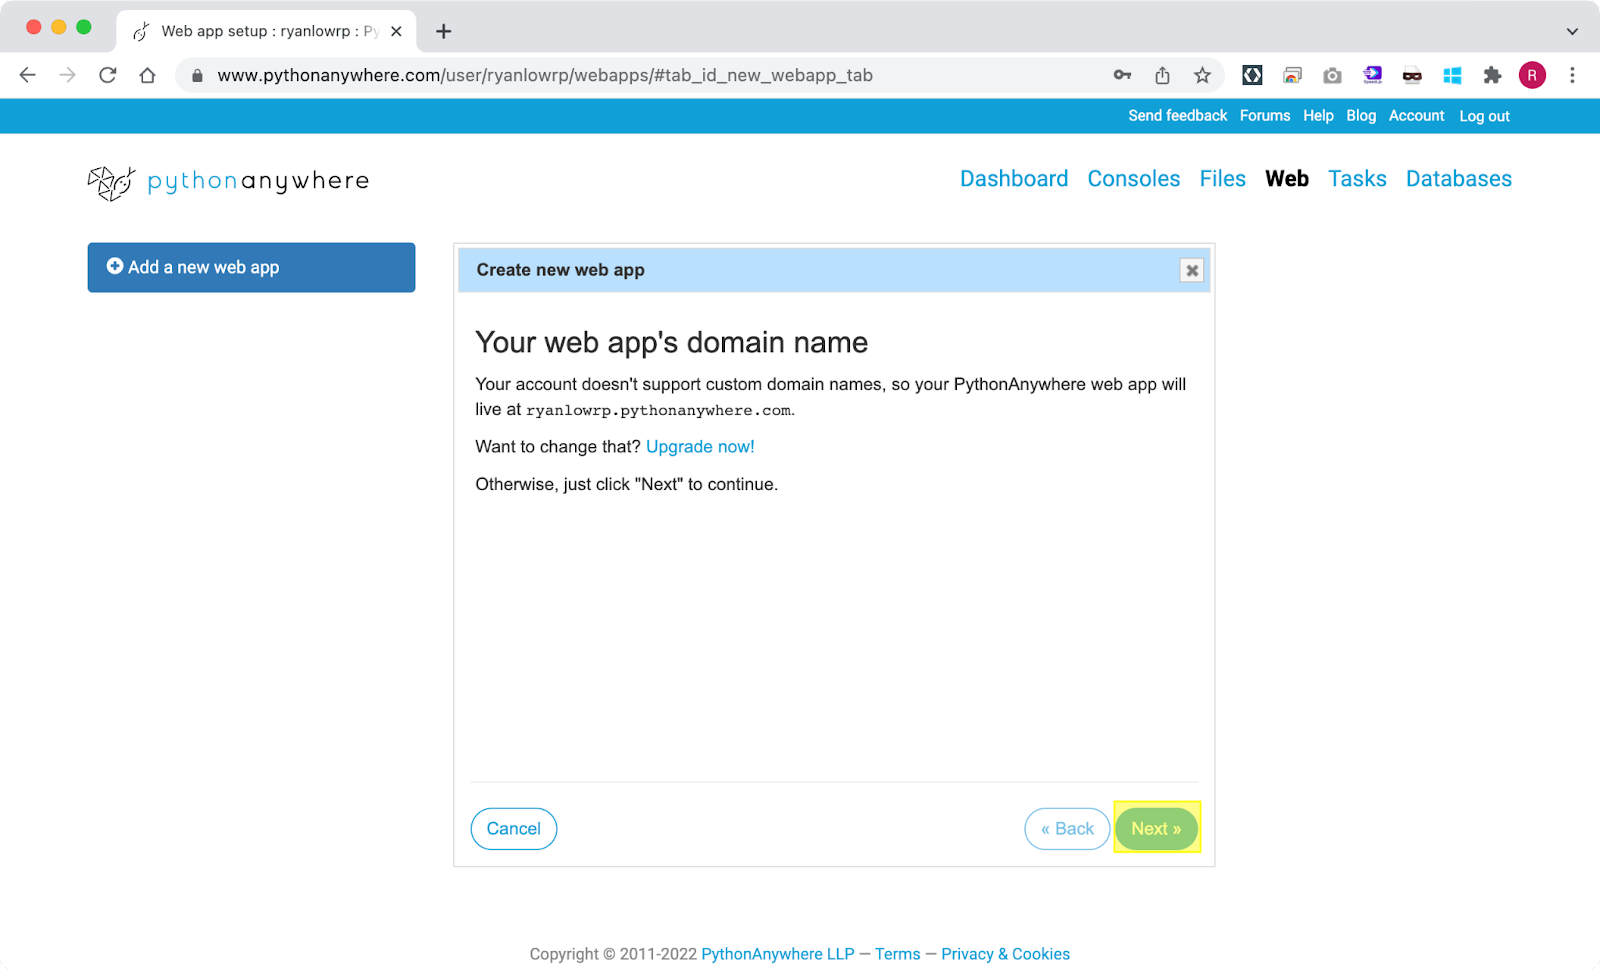 Web app setup : ryanlowrp : Py
www.pythonanywhere.com/user/ryanlowrp/webapps/#tab_id_new_webapp_tab
R
Send feedback Forums Help Blog Account Log out
pythonanywhere
Dashboard Consoles Files Web Tasks Databases
Add a new web app
Create new web app
Your web app's domain name
Your account doesn't support custom domain names, so your PythonAnywhere web app will
live at ryanlowrp.pythonanywhere.com.
Want to change that? Upgrade now!
Otherwise, just click "Next" to continue.
Cancel « Back Next »
Copyright © 2011-2022 PythonAnywhere LLP — Terms — Privacy & Cookies